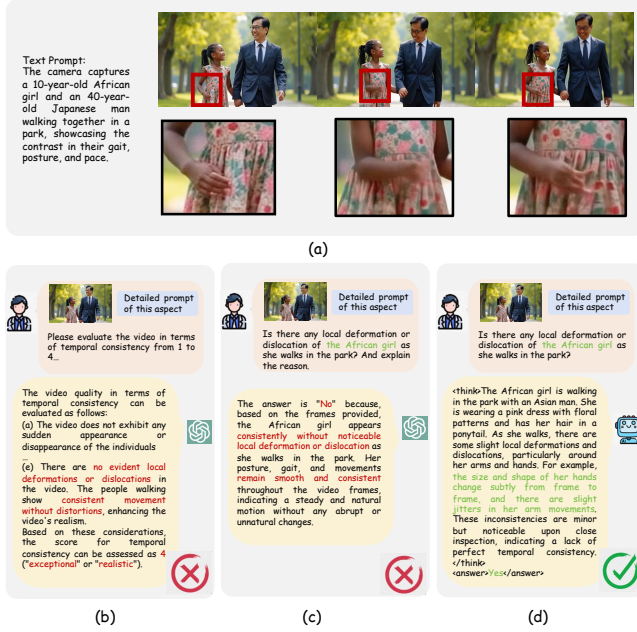 Text Prompt:
The camera captures
a 10-year-old African
girl and an 40-year-
old Japanese man
walking together in a
park, showcasing the
contrast in their gait,
posture, and pace.
(a)
Detailed prompt
of this aspect
Please evaluate the video in terms
of temporal consistency from 1 to
4...
The video quality in terms of
temporal consistency can be
evaluated as follows:
(a) The video does not exhibit any
sudden appearance or
disappearance of the individuals
...
(e) There are no evident local
deformations or dislocations in
the video. The people walking
show consistent movement
without distortions, enhancing the
video's realism.
Based on these considerations,
the score for temporal
consistency can be assessed as 4
("exceptional" or "realistic").
(b)
Detailed prompt
of this aspect
Is there any local deformation or
dislocation of the African girl as
she walks in the park? And explain
the reason.
The answer is "No" because,
based on the frames provided,
the African girl appears
consistently without noticeable
local deformation or dislocation as
she walks in the park. Her
posture, gait, and movements
remain smooth and consistent
throughout the video frames,
indicating a steady and natural
motion without any abrupt or
unnatural changes.
(c)
Detailed prompt
of this aspect
Is there any local deformation or
dislocation of the African girl as
she walks in the park?
<think>The African girl is walking
in the park with an Asian man. She
is wearing a pink dress with floral
patterns and has her hair in a
ponytail. As she walks, there are
some slight local deformations and
dislocations, particularly around
her arms and hands. For example,
the size and shape of her hands
change subtly from frame to
frame, and there are slight
jitters in her arm movements.
These inconsistencies are minor
but noticeable upon close
inspection, indicating a lack of
perfect temporal consistency.
</think>
<answer>Yes</answer>
(d)